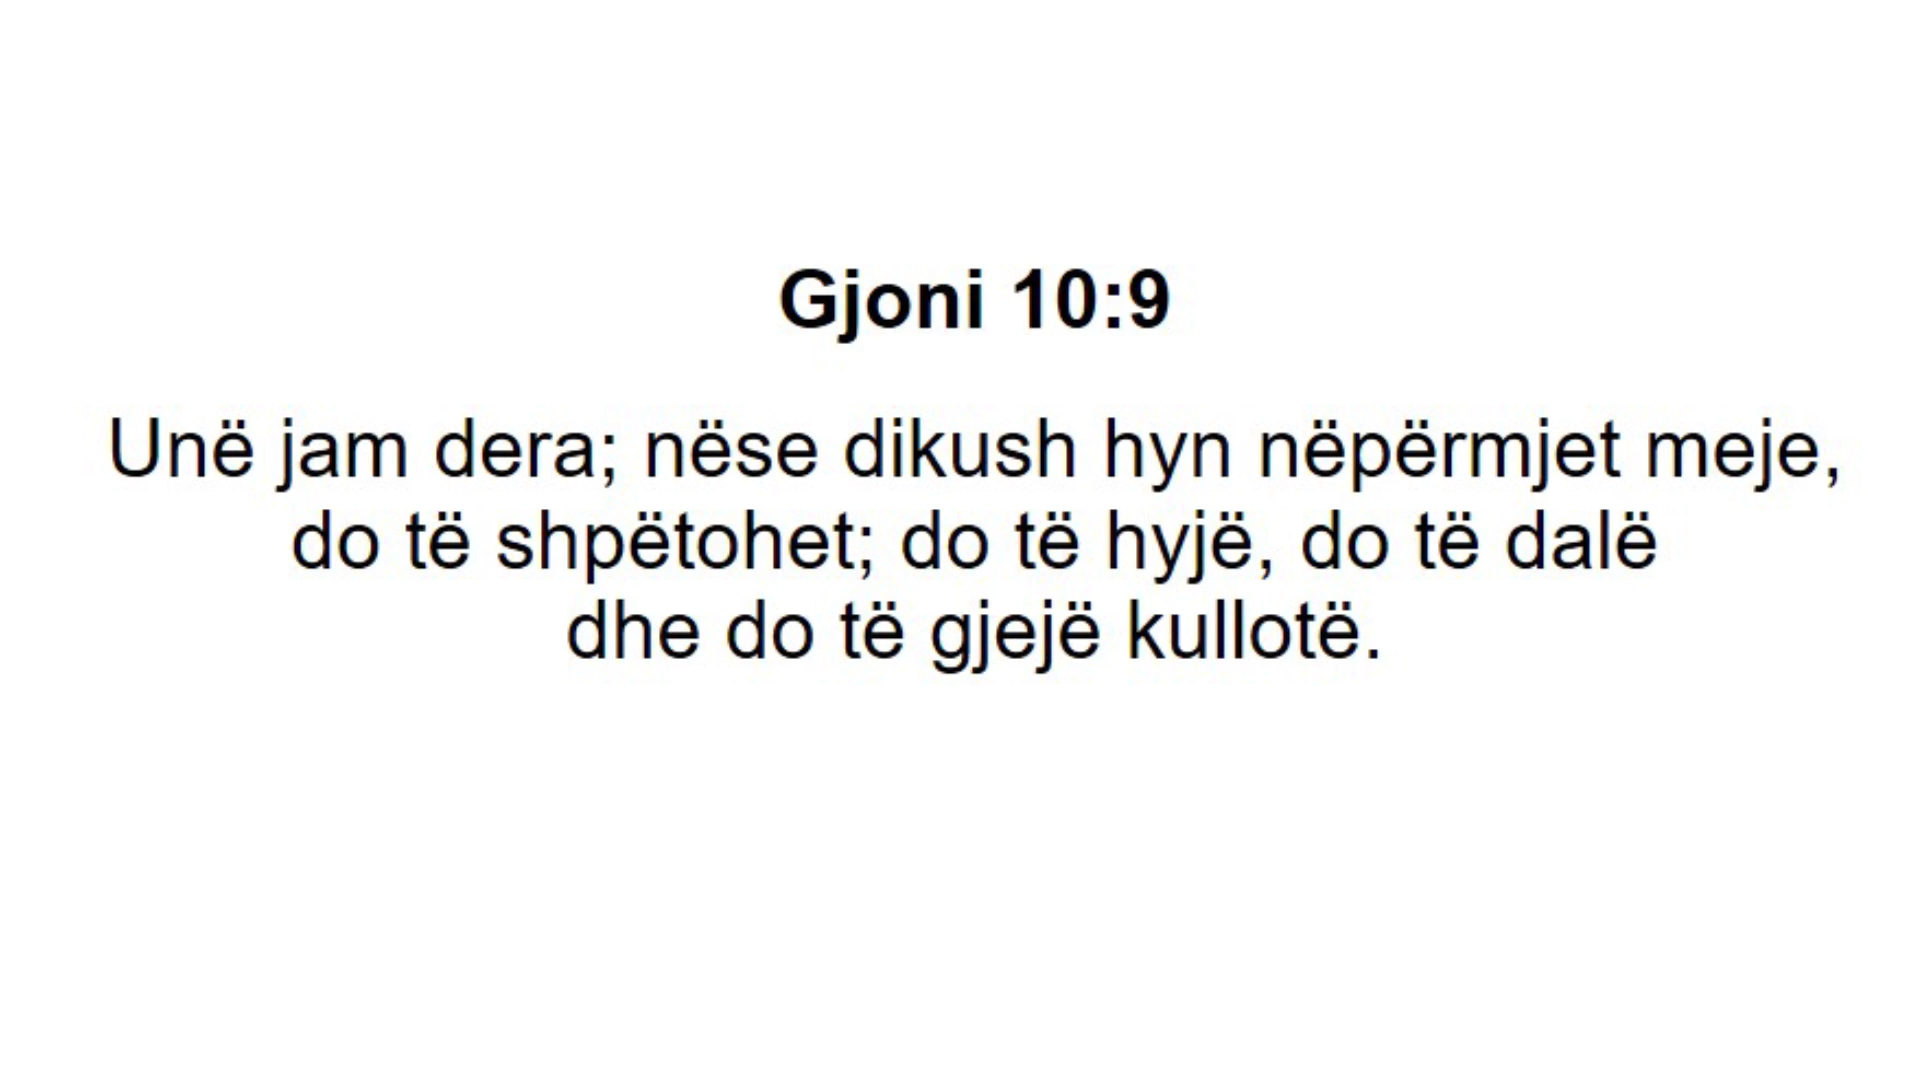 Gjoni 10:9
Unë jam dera; nëse dikush hyn nëpërmjet meje,
do të shpëtohet; do të hyjë, do të dalë
dhe do të gjejë kullotë.